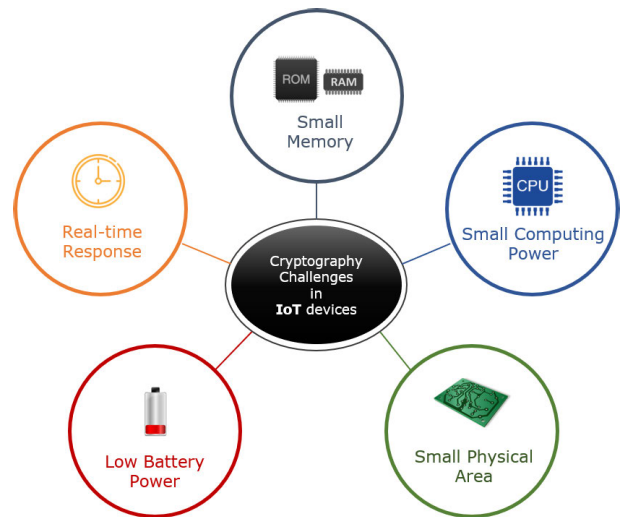 ROM
RAM
Small
Memory
Real-time
Response
CPU
Small Computing
Power
Cryptography
Challenges
in
IoT devices
Low Battery
Power
Small Physical
Area